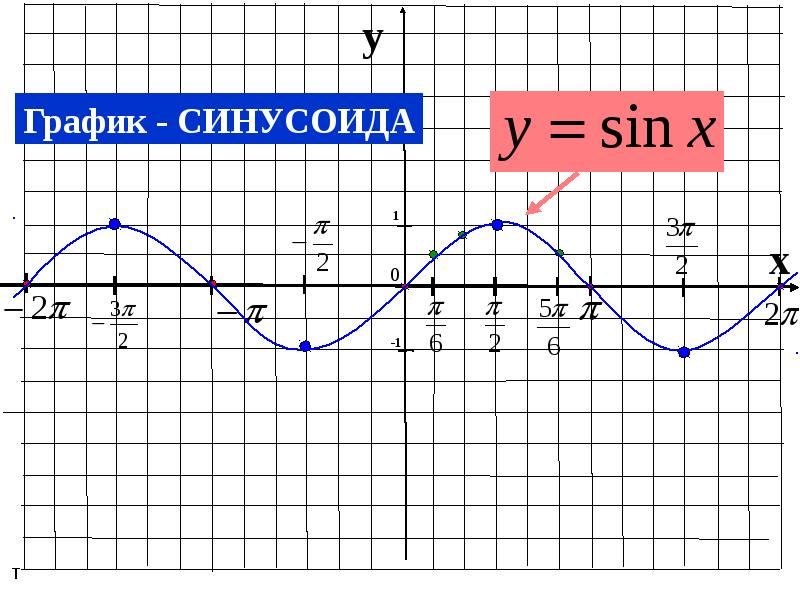 y
График - СИНУСОИДА
y = sin x
1
-π/2
3π/2
0
x
-2π
-3π/2
-π
π/6
π/2
5π/6
π
2π
-1
T